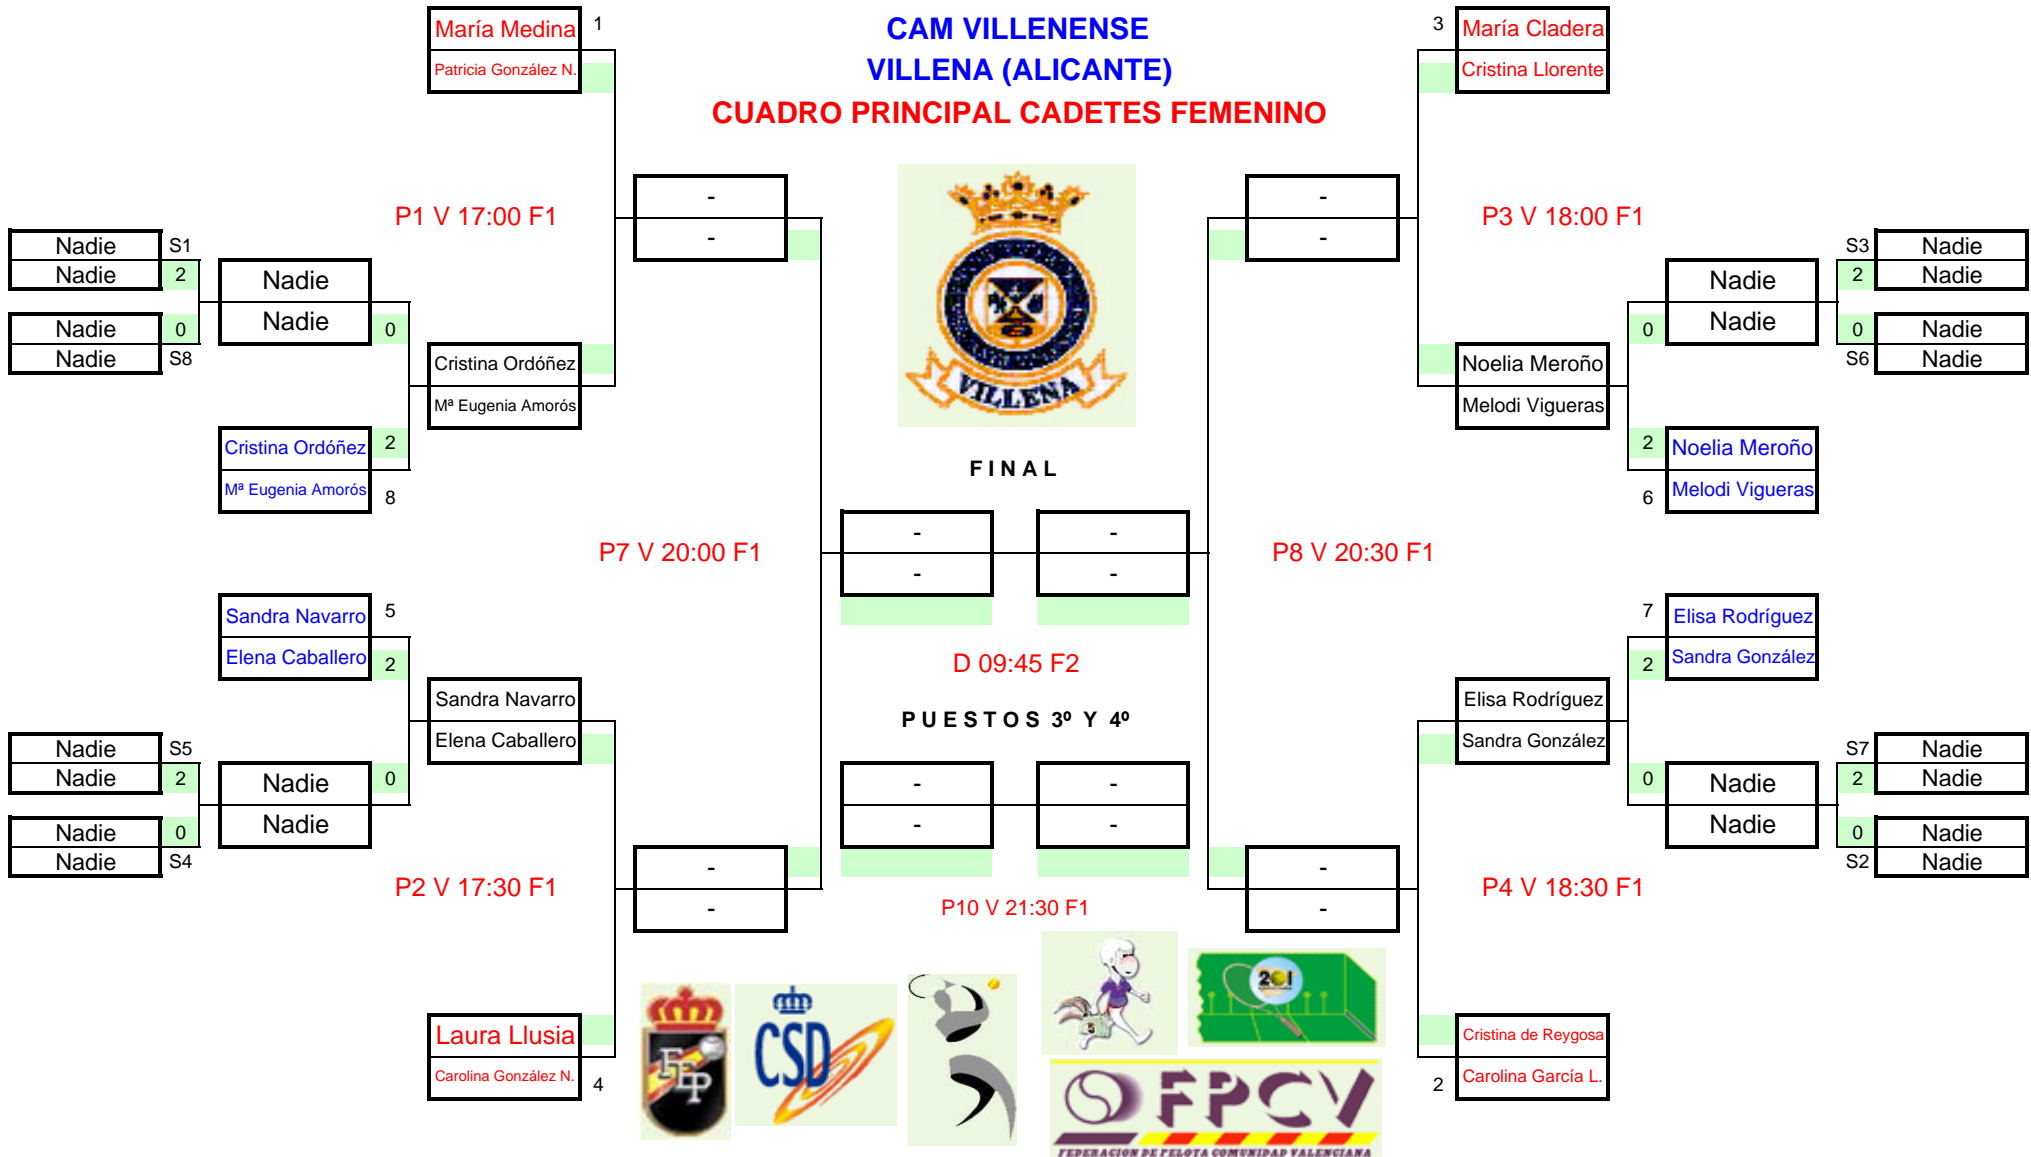 CAM VILLENENSE
VILLENA (ALICANTE)
CUADRO PRINCIPAL CADETES FEMENINO
María Medina 1
Patricia González N.
3 María Cladera
Cristina Llorente
P1 V 17:00 F1
-
-
-
-
P3 V 18:00 F1
Nadie S1
Nadie 2
Nadie 0
Nadie S8
Nadie
Nadie 0
Cristina Ordóñez
Mª Eugenia Amorós
Cristina Ordóñez 2
Mª Eugenia Amorós 8
VILLENA
S3 Nadie
2 Nadie
0 Nadie
S6 Nadie
Nadie
0 Nadie
Noelia Meroño
Melodi Vigueras
2 Noelia Meroño
6 Melodi Vigueras
FINAL
-
-
-
-
P7 V 20:00 F1
P8 V 20:30 F1
D 09:45 F2
Sandra Navarro 5
Elena Caballero 2
Sandra Navarro
Elena Caballero
Nadie S5
Nadie 2
Nadie 0
Nadie S4
Nadie 0
Nadie
7 Elisa Rodríguez
2 Sandra González
Elisa Rodríguez
Sandra González
S7 Nadie
2 Nadie
0 Nadie
S2 Nadie
0 Nadie
Nadie
PUESTOS 3º Y 4º
-
-
-
-
P2 V 17:30 F1
-
-
P10 V 21:30 F1
-
-
P4 V 18:30 F1
Laura Llusia
Carolina González N. 4
Cristina de Reygosa
2 Carolina García L.
FEP
CSD
201
FPCV
FEDERACION DE PELOTA COMUNIDAD VALENCIANA